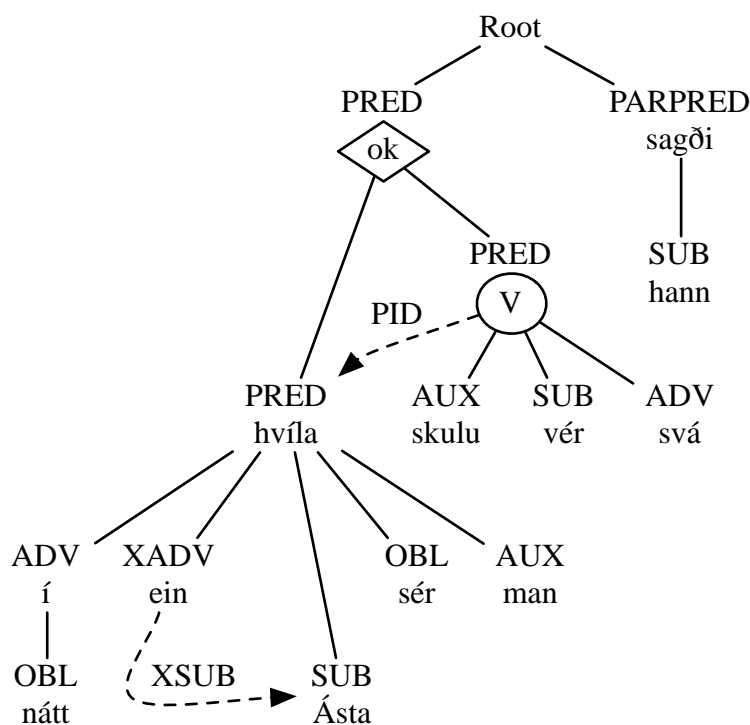 Root
PRED PARPRED
ok sagði
PRED SUB
V hann
PID
PRED AUX SUB ADV
hvíla skulu vér svá
ADV XADV OBL AUX
í ein sér man
OBL XSUB SUB
nátt Ásta